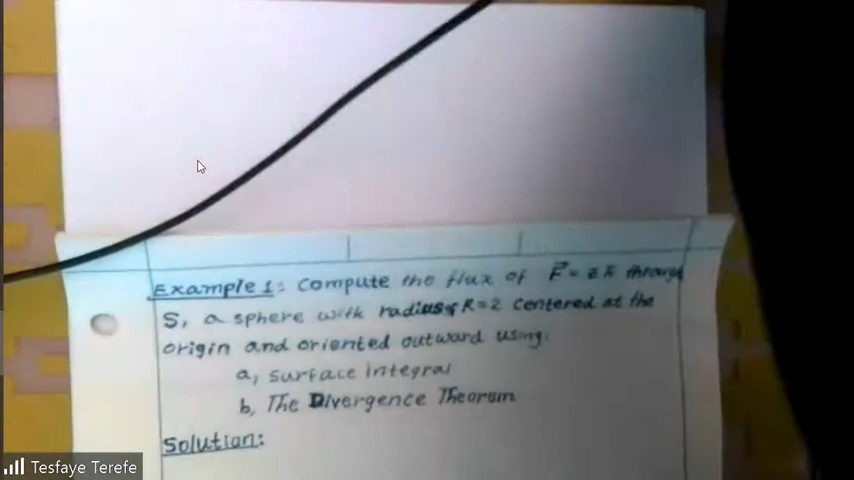 Example 1: Compute the flux of F⃗ = z k⃗ through
S, a sphere with radius R=2 centered at the
origin and oriented outward using:
a, surface integral
b, The Divergence Theorem
Solution:
Tesfaye Terefe